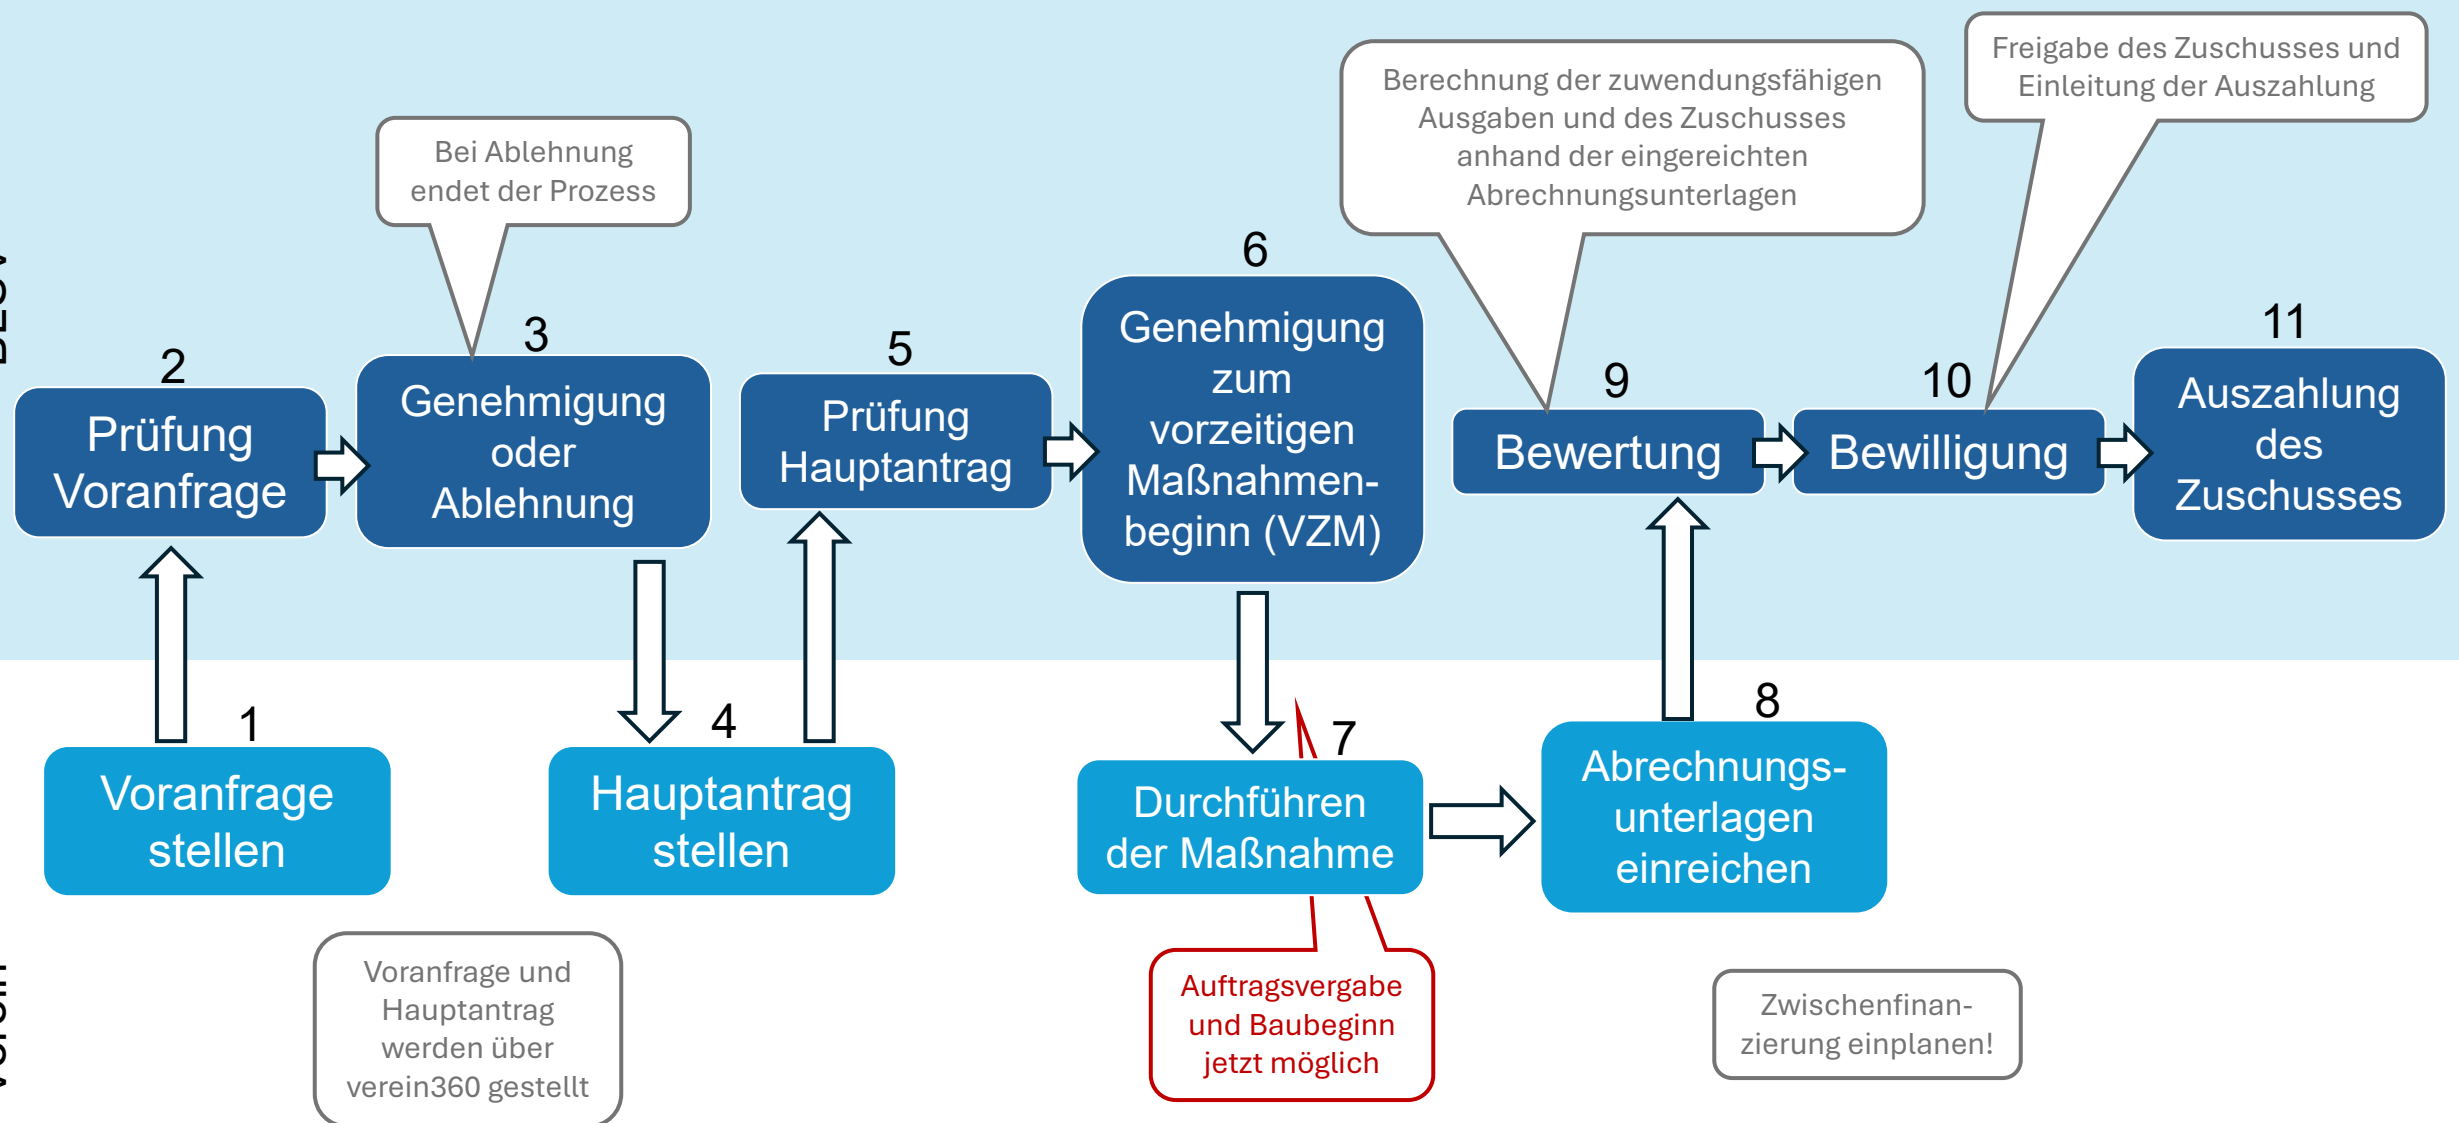 Freigabe des Zuschusses und
Einleitung der Auszahlung
Berechnung der zuwendungsfähigen
Ausgaben und des Zuschusses
anhand der eingereichten
Abrechnungsunterlagen
Bei Ablehnung
endet der Prozess
2
Prüfung
Voranfrage
3
Genehmigung
oder
Ablehnung
5
Prüfung
Hauptantrag
6
Genehmigung
zum
vorzeitigen
Maßnahmen-
beginn (VZM)
9
Bewertung
10
Bewilligung
11
Auszahlung
des
Zuschusses
1
Voranfrage
stellen
4
Hauptantrag
stellen
7
Durchführen
der Maßnahme
8
Abrechnungs-
unterlagen
einreichen
Voranfrage und
Hauptantrag
werden über
verein360 gestellt
Auftragsvergabe
und Baubeginn
jetzt möglich
Zwischenfinan-
zierung einplanen!